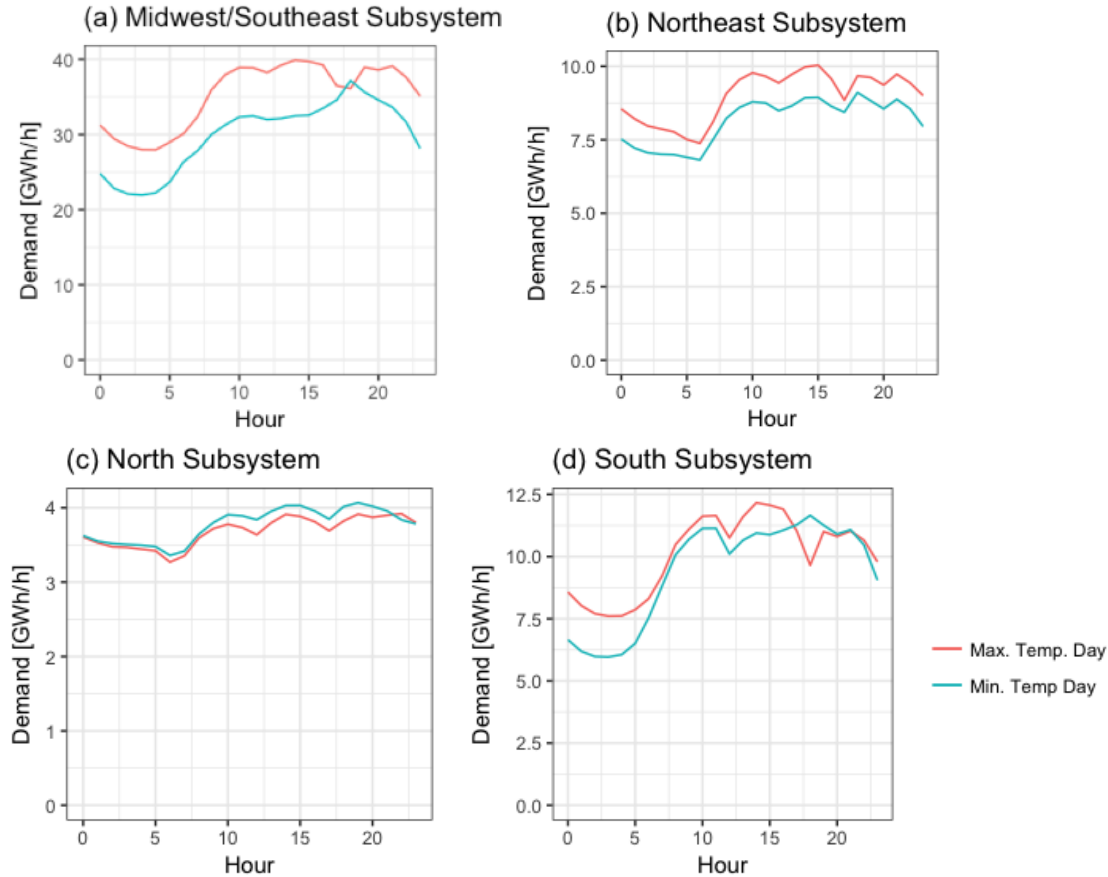 (a) Midwest/Southeast Subsystem
Demand [GWh/h]
40
30
20
10
0
0 5 10 15 20
Hour
(b) Northeast Subsystem
Demand [GWh/h]
10.0
7.5
5.0
2.5
0.0
0 5 10 15 20
Hour
(c) North Subsystem
Demand [GWh/h]
4
3
2
1
0
0 5 10 15 20
Hour
(d) South Subsystem
Demand [GWh/h]
12.5
10.0
7.5
5.0
2.5
0.0
0 5 10 15 20
Hour
Max. Temp. Day
Min. Temp Day